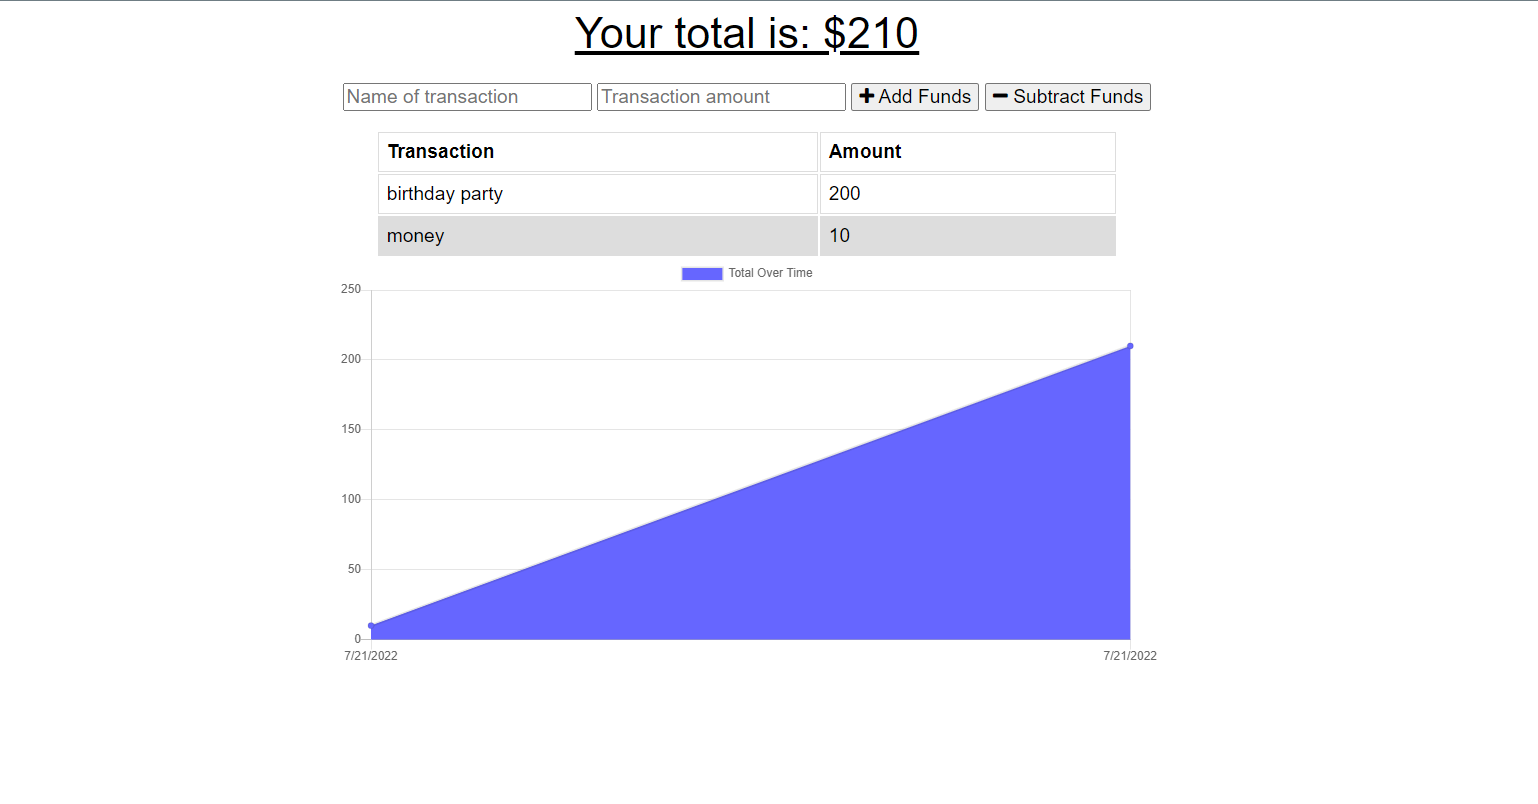 Your total is: $210
Name of transaction Transaction amount Add Funds Subtract Funds
Transaction Amount
birthday party 200
money 10
Total Over Time
250
200
150
100
50
0
7/21/2022 7/21/2022